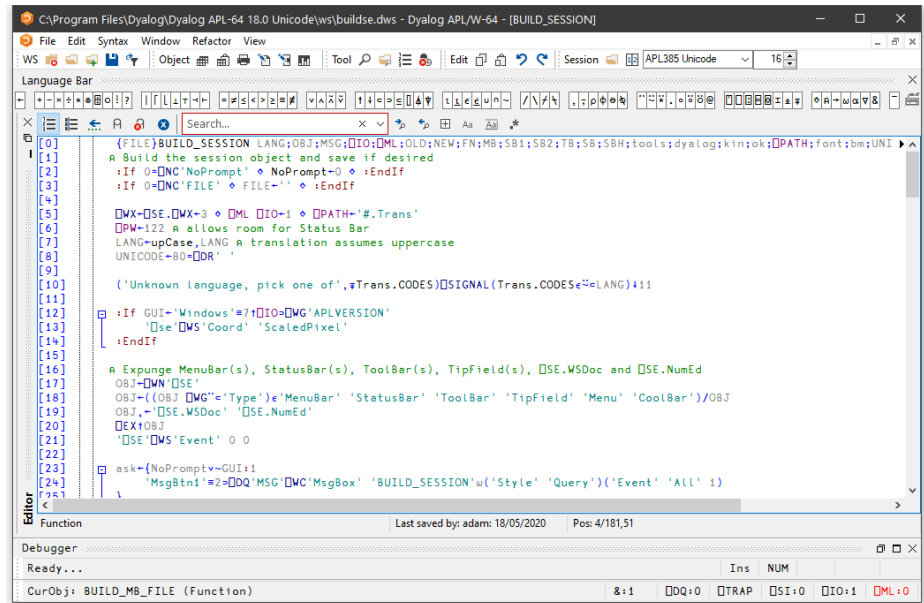 C:\Program Files\Dyalog\Dyalog APL-64 18.0 Unicode\ws\buildse.dws - Dyalog APL/W-64 - [BUILD_SESSION]
File Edit Syntax Window Refactor View
WS Object Tool Edit Session APL385 Unicode 16
Language Bar
Search...
[0] {FILE}BUILD_SESSION LANG;OBJ;MSG;⎕IO;⎕ML;OLD;NEW;FN;MB;SB1;SB2;TB;SB;SBH;tools;dyalog;kin;ok;⎕PATH;font;bm;UNI
[1] ⍝ Build the session object and save if desired
[2] :If 0=⎕NC'NoPrompt' ⋄ NoPrompt←0 ⋄ :EndIf
[3] :If 0=⎕NC'FILE' ⋄ FILE←'' ⋄ :EndIf
[4]
[5] ⎕WX←⎕SE.⎕WX←3 ⋄ ⎕ML ⎕IO←1 ⋄ ⎕PATH←'#.Trans'
[6] ⎕PW←122 ⍝ allows room for Status Bar
[7] LANG←upCase,LANG ⍝ translation assumes uppercase
[8] UNICODE←80=⎕DR' '
[9]
[10] ('Unknown language, pick one of',⍕Trans.CODES)⎕SIGNAL(Trans.CODES∊⍨⊂LANG)↓11
[11]
[12] :If GUI←'Windows'≡7↑⎕IO⊃⎕WG'APLVERSION'
[13] '⎕se'⎕WS'Coord' 'ScaledPixel'
[14] :EndIf
[15]
[16] ⍝ Expunge MenuBar(s), StatusBar(s), ToolBar(s), TipField(s), ⎕SE.WSDoc and ⎕SE.NumEd
[17] OBJ←⎕WN'⎕SE'
[18] OBJ←((OBJ ⎕WG¨⊂'Type')∊'MenuBar' 'StatusBar' 'ToolBar' 'TipField' 'Menu' 'CoolBar')/OBJ
[19] OBJ,←'⎕SE.WSDoc' '⎕SE.NumEd'
[20] ⎕EX↑OBJ
[21] '⎕SE'⎕WS'Event' 0 0
[22]
[23] ask←{NoPrompt∨~GUI:1
[24] 'MsgBtn1'≡2⊃⎕DQ'MSG'⎕WC'MsgBox' 'BUILD_SESSION'⍵('Style' 'Query')('Event' 'All' 1)
[25] }
Editor
Function Last saved by: adam: 18/05/2020 Pos: 4/181,51
Debugger
Ready... Ins NUM
CurObj: BUILD_MB_FILE (Function) &:1 ⎕DQ:0 ⎕TRAP ⎕SI:0 ⎕IO:1 ⎕ML:0